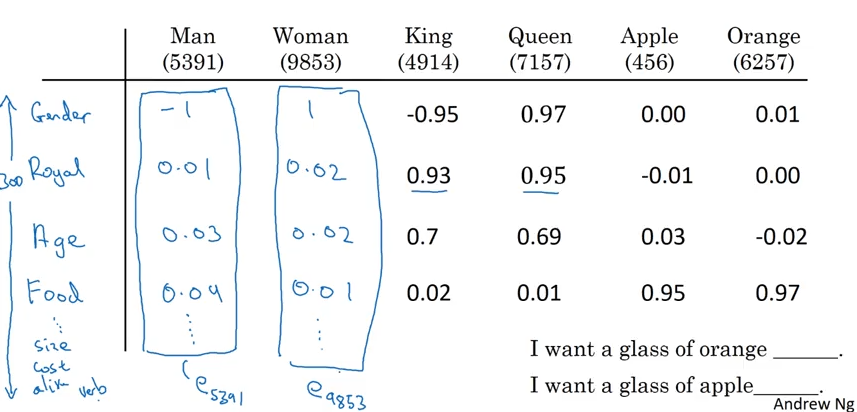 Man Woman King Queen Apple Orange
(5391) (9853) (4914) (7157) (456) (6257)
Gender -1 1 -0.95 0.97 0.00 0.01
300 Royal 0.01 0.02 0.93 0.95 -0.01 0.00
Age 0.03 0.02 0.7 0.69 0.03 -0.02
Food 0.04 0.01 0.02 0.01 0.95 0.97
size
cost
alive verb
e5391 e9853
I want a glass of orange ______.
I want a glass of apple______.
Andrew Ng